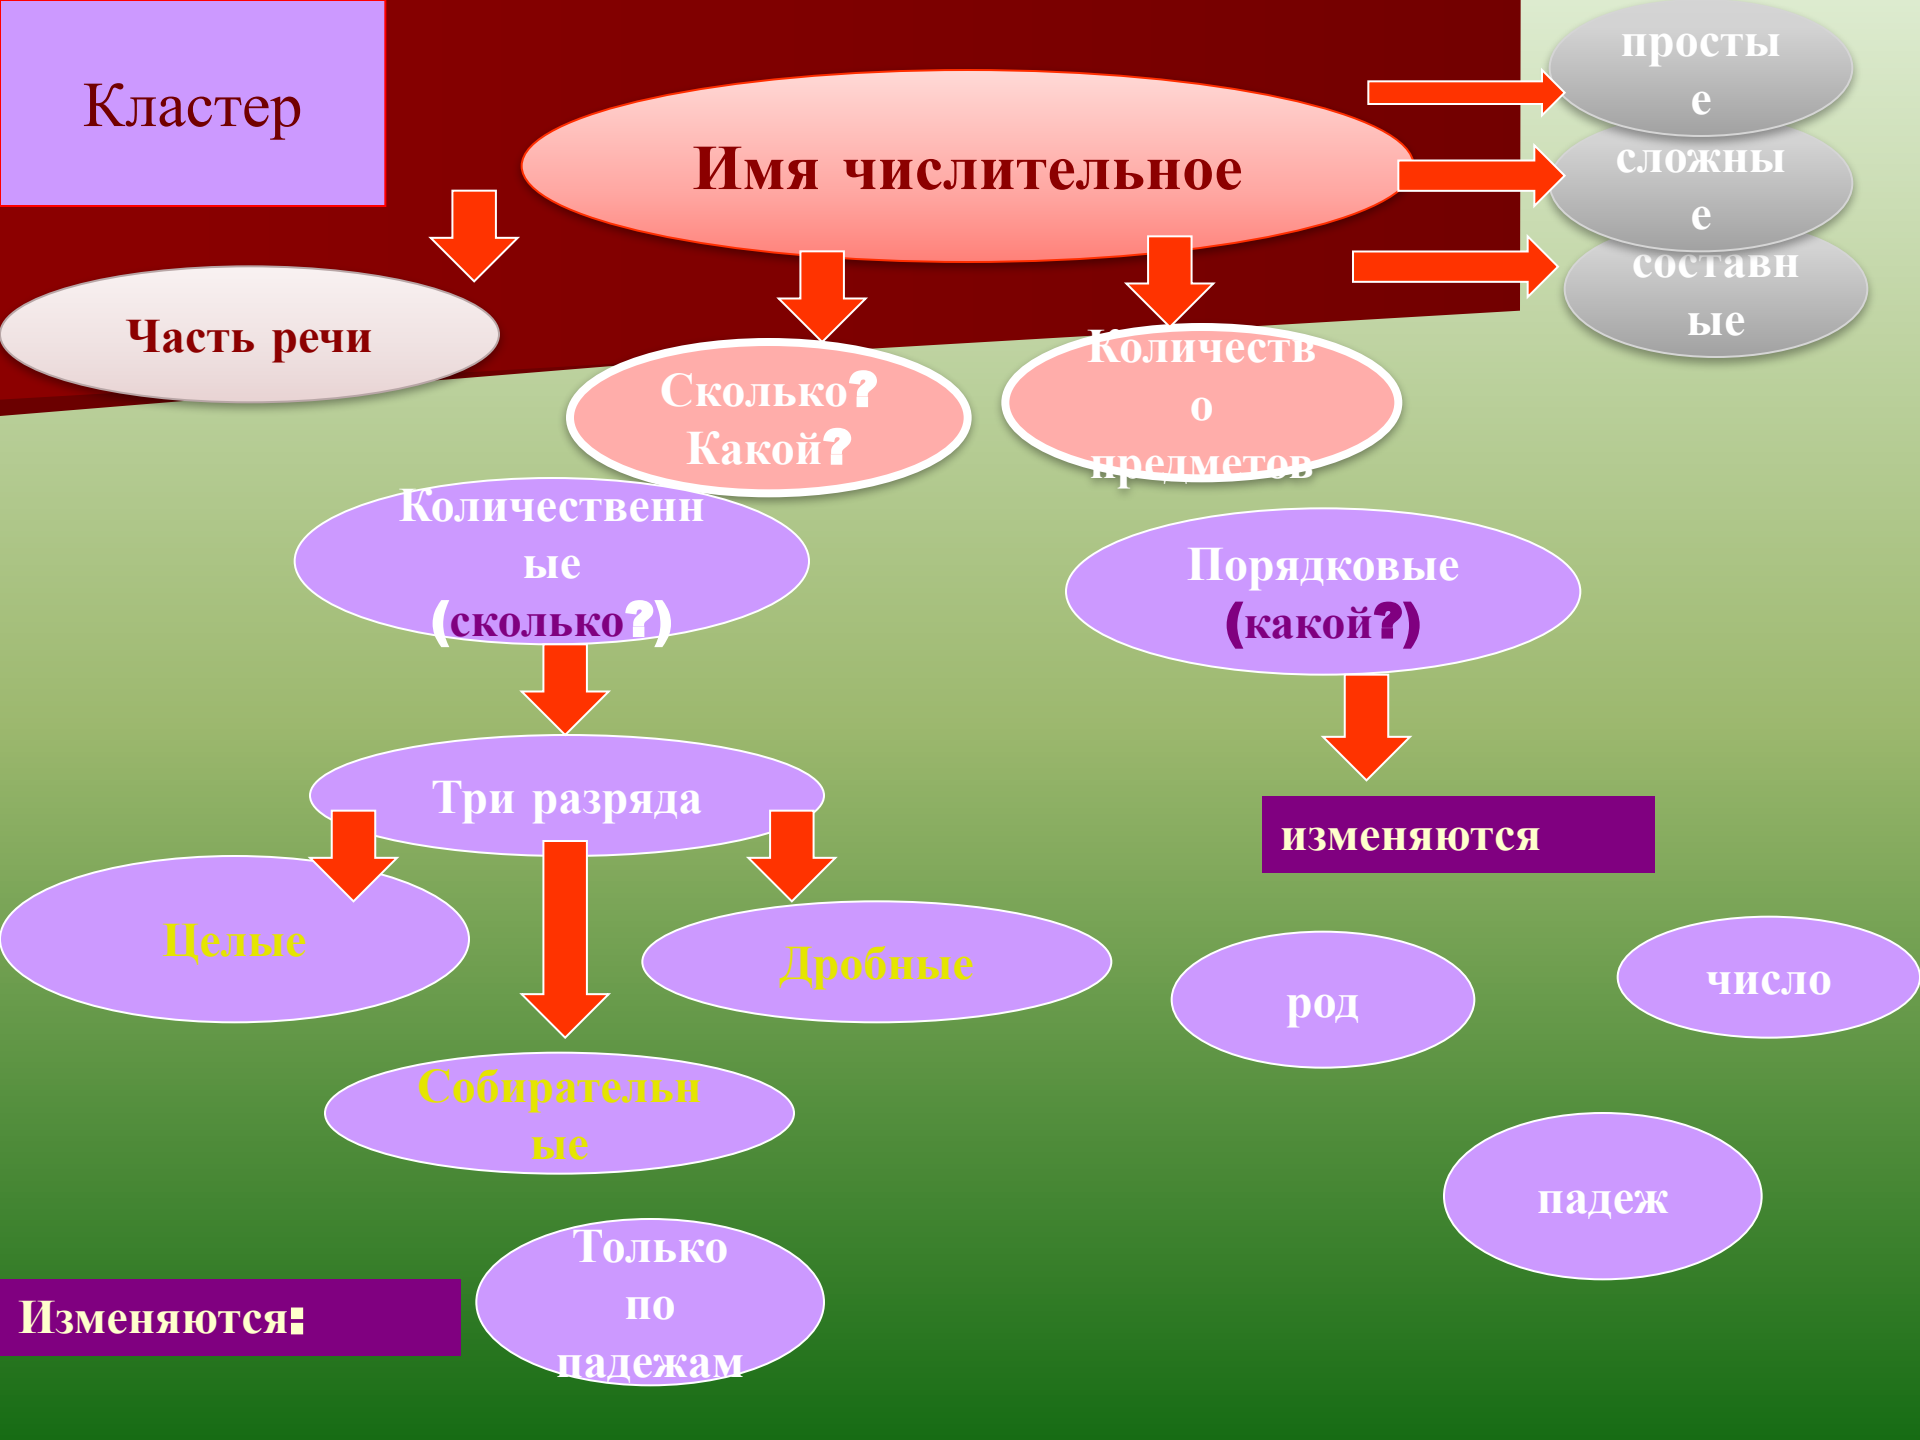 Кластер
Имя числительное
просты
е
сложны
е
составн
ые
Часть речи
Сколько?
Какой?
Количеств
о
предметов
Количественн
ые
(сколько?)
Порядковые
(какой?)
Три разряда
изменяются
Целые
Дробные
род
число
Собирательн
ые
падеж
Изменяются:
Только
по
падежам